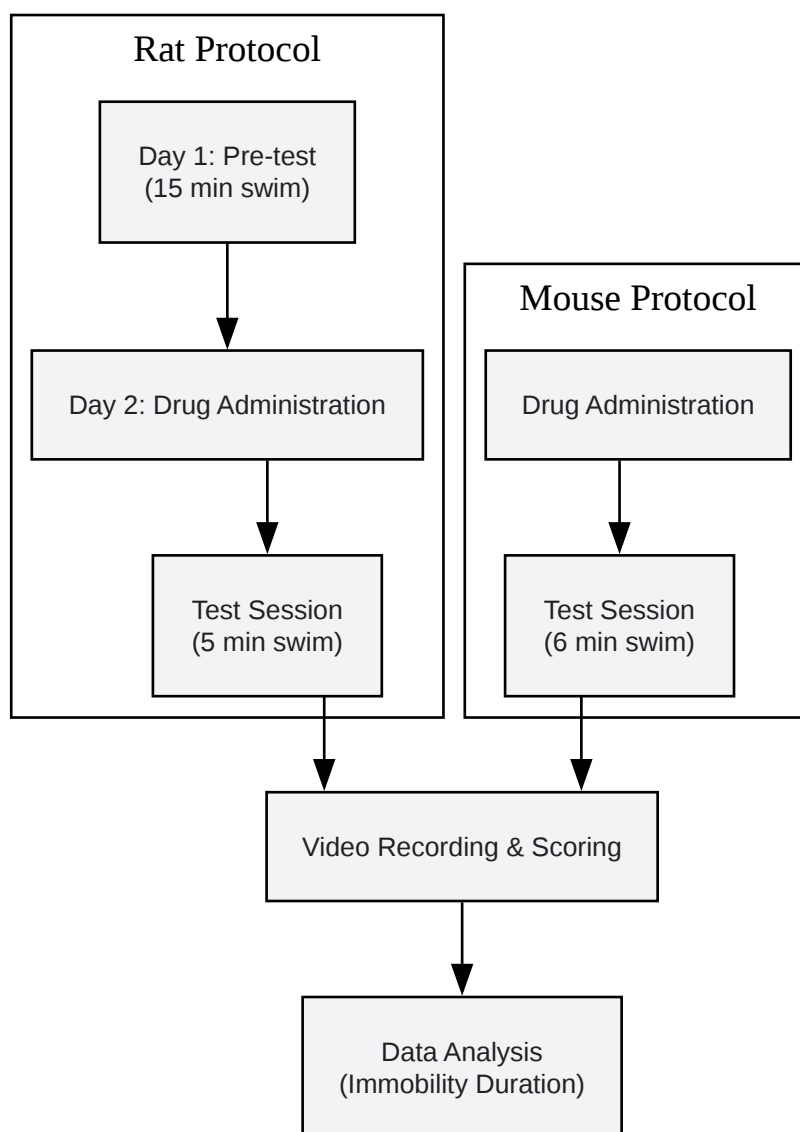 Rat Protocol
Day 1: Pre-test
(15 min swim)
Day 2: Drug Administration
Test Session
(5 min swim)
Mouse Protocol
Drug Administration
Test Session
(6 min swim)
Video Recording & Scoring
Data Analysis
(Immobility Duration)